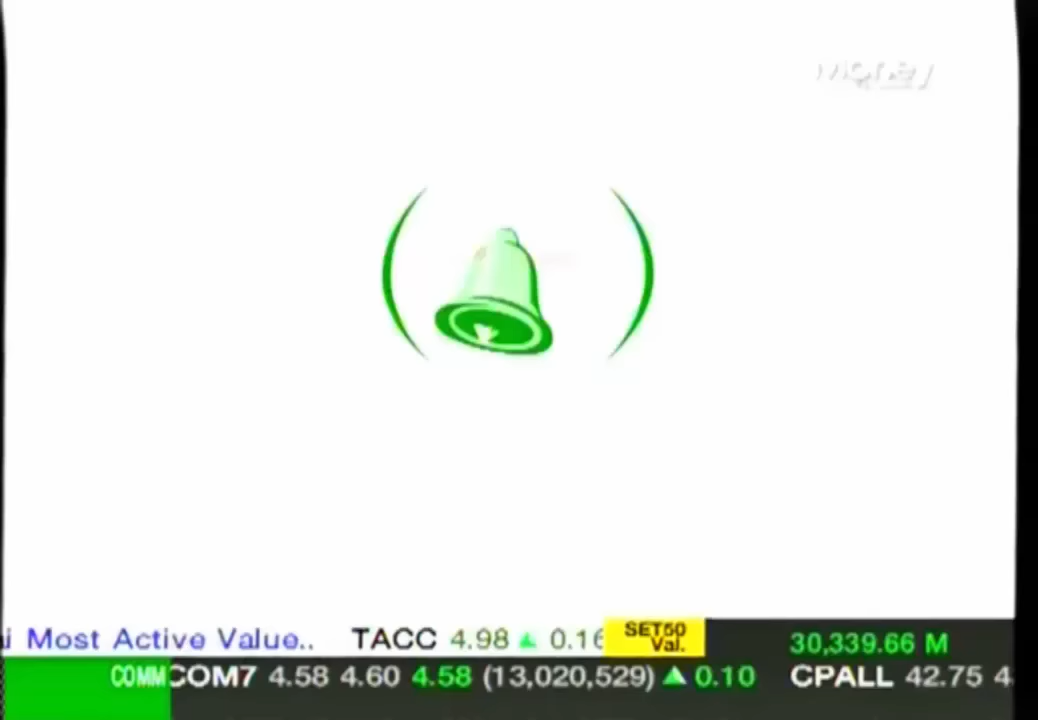 Money
i Most Active Value.. TACC 4.98 ▲ 0.16
SET50
Val.
30,339.66 M
COMM
COM7 4.58 4.60 4.58 (13,020,529) ▲ 0.10 CPALL 42.75 4